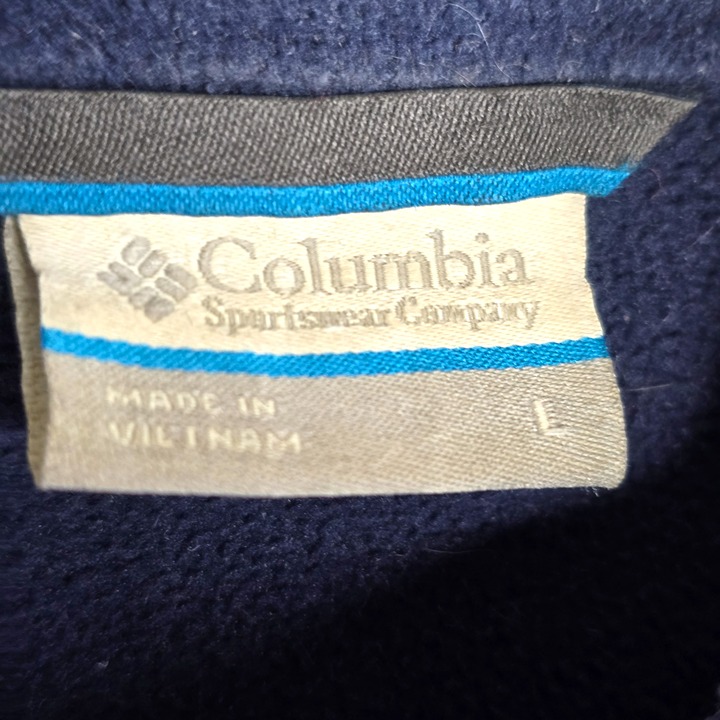 Columbia
Sportswear Company
MADE IN
VIETNAM
L